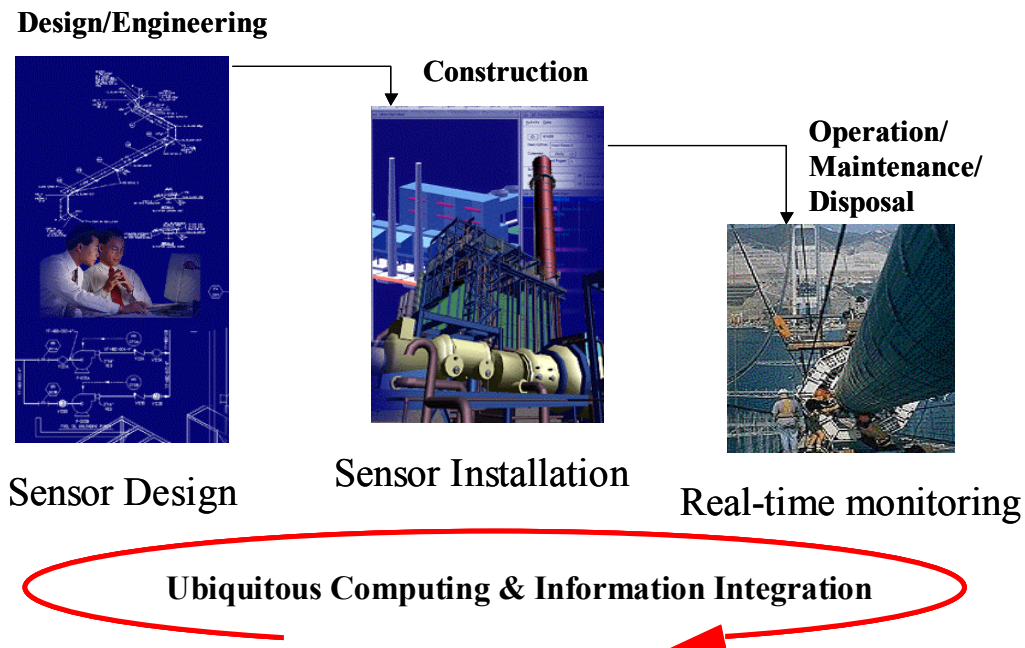 Design/Engineering
Construction
Operation/
Maintenance/
Disposal
Sensor Design
Sensor Installation
Real-time monitoring
Ubiquitous Computing & Information Integration